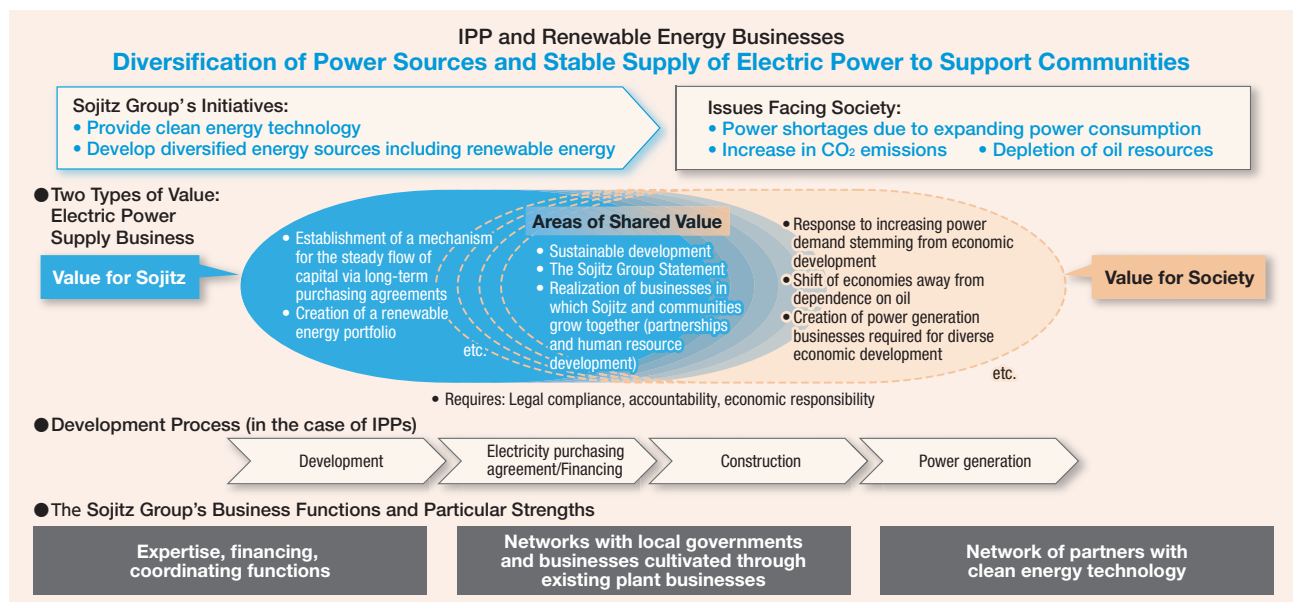 IPP and Renewable Energy Businesses
Diversification of Power Sources and Stable Supply of Electric Power to Support Communities
Sojitz Group's Initiatives:
• Provide clean energy technology
• Develop diversified energy sources including renewable energy
Issues Facing Society:
• Power shortages due to expanding power consumption
• Increase in CO₂ emissions • Depletion of oil resources
●Two Types of Value:
Electric Power
Supply Business
Value for Sojitz
• Establishment of a mechanism
for the steady flow of
capital via long-term
purchasing agreements
• Creation of a renewable
energy portfolio
etc.
Areas of Shared Value
• Sustainable development
• The Sojitz Group Statement
• Realization of businesses in
which Sojitz and communities
grow together (partnerships
and human resource
development)
• Response to increasing power
demand stemming from economic
development
• Shift of economies away from
dependence on oil
• Creation of power generation
businesses required for diverse
economic development
etc.
Value for Society
• Requires: Legal compliance, accountability, economic responsibility
●Development Process (in the case of IPPs)
Development
Electricity purchasing
agreement/Financing
Construction
Power generation
●The Sojitz Group's Business Functions and Particular Strengths
Expertise, financing,
coordinating functions
Networks with local governments
and businesses cultivated through
existing plant businesses
Network of partners with
clean energy technology